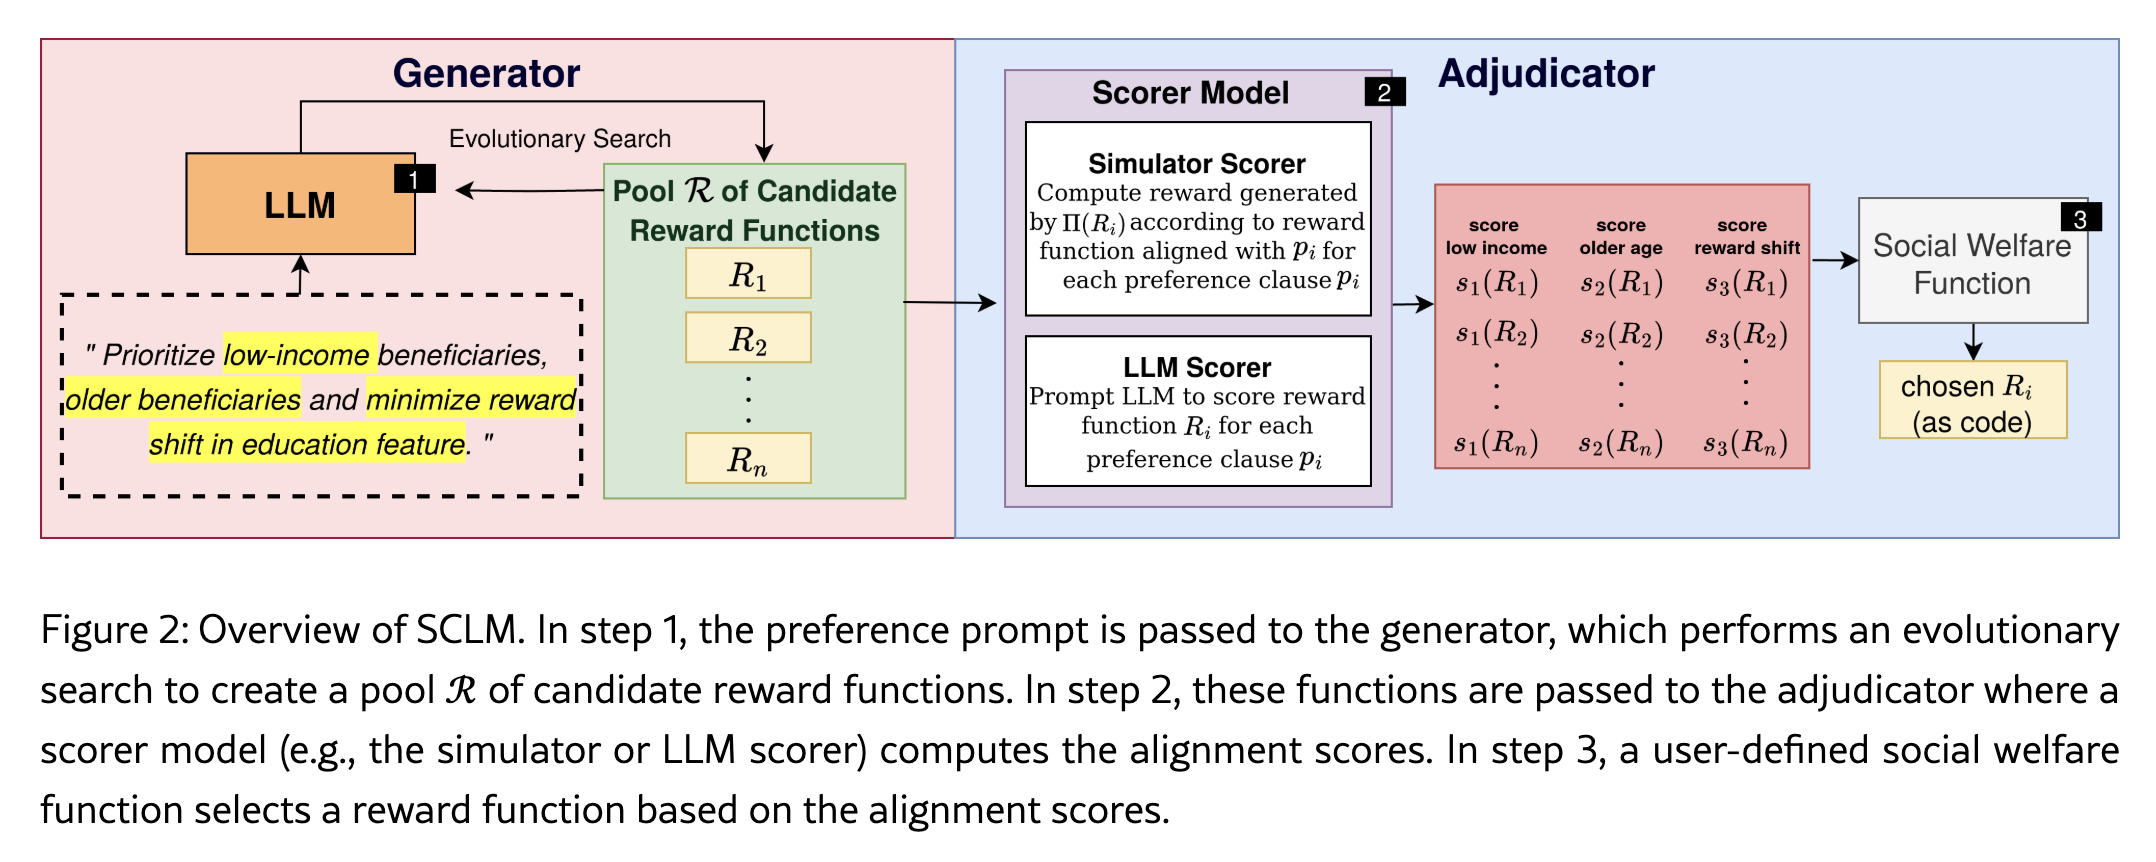 Generator
Evolutionary Search
LLM
1
" Prioritize low-income beneficiaries,
older beneficiaries and minimize reward
shift in education feature. "
Pool ℛ of Candidate
Reward Functions
R₁
R₂
Rₙ
Adjudicator
Scorer Model
2
Simulator Scorer
Compute reward generated
by Π(Rᵢ) according to reward
function aligned with pᵢ for
each preference clause pᵢ
LLM Scorer
Prompt LLM to score reward
function Rᵢ for each
preference clause pᵢ
score score score
low income older age reward shift
s₁(R₁) s₂(R₁) s₃(R₁)
s₁(R₂) s₂(R₂) s₃(R₂)
s₁(Rₙ) s₂(Rₙ) s₃(Rₙ)
3
Social Welfare
Function
chosen Rᵢ
(as code)
Figure 2: Overview of SCLM. In step 1, the preference prompt is passed to the generator, which performs an evolutionary
search to create a pool ℛ of candidate reward functions. In step 2, these functions are passed to the adjudicator where a
scorer model (e.g., the simulator or LLM scorer) computes the alignment scores. In step 3, a user-defined social welfare
function selects a reward function based on the alignment scores.